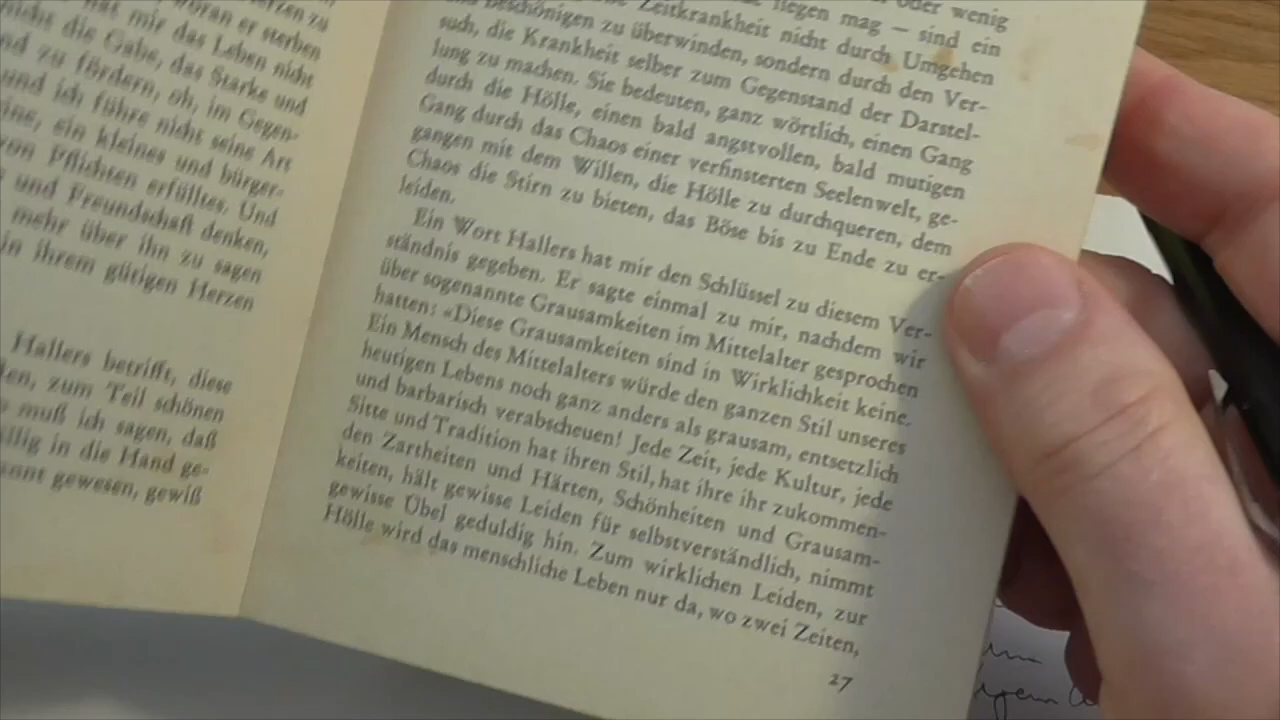 woran er sterben
hat mir das Leben nicht
nicht die Gabe, das Starke und
zu fördern, oh, im Gegen-
und ich führe nicht seine Art
ein kleines und bürger-
von Pflichten erfülltes. Und
und Freundschaft denken,
mehr über ihn zu sagen
in ihrem gütigen Herzen
Hallers betrifft, diese
zum Teil schönen
muß ich sagen, daß
in die Hand ge-
gewesen, gewiß
oder wenig
liegen mag — sind ein
Zeitkrankheit nicht durch Umgehen
Beschönigen zu überwinden, sondern durch den Ver-
such, die Krankheit selber zum Gegenstand der Darstel-
lung zu machen. Sie bedeuten, ganz wörtlich, einen Gang
durch die Hölle, einen bald angstvollen, bald mutigen
Gang durch das Chaos einer verfinsterten Seelenwelt, ge-
gangen mit dem Willen, die Hölle zu durchqueren, dem
Chaos die Stirn zu bieten, das Böse bis zu Ende zu er-
leiden.
Ein Wort Hallers hat mir den Schlüssel zu diesem Ver-
ständnis gegeben. Er sagte einmal zu mir, nachdem wir
über sogenannte Grausamkeiten im Mittelalter gesprochen
hatten: «Diese Grausamkeiten sind in Wirklichkeit keine.
Ein Mensch des Mittelalters würde den ganzen Stil unseres
heutigen Lebens noch ganz anders als grausam, entsetzlich
und barbarisch verabscheuen! Jede Zeit, jede Kultur, jede
Sitte und Tradition hat ihren Stil, hat ihre ihr zukommen-
den Zartheiten und Härten, Schönheiten und Grausam-
keiten, hält gewisse Leiden für selbstverständlich, nimmt
gewisse Übel geduldig hin. Zum wirklichen Leiden, zur
Hölle wird das menschliche Leben nur da, wo zwei Zeiten,
27